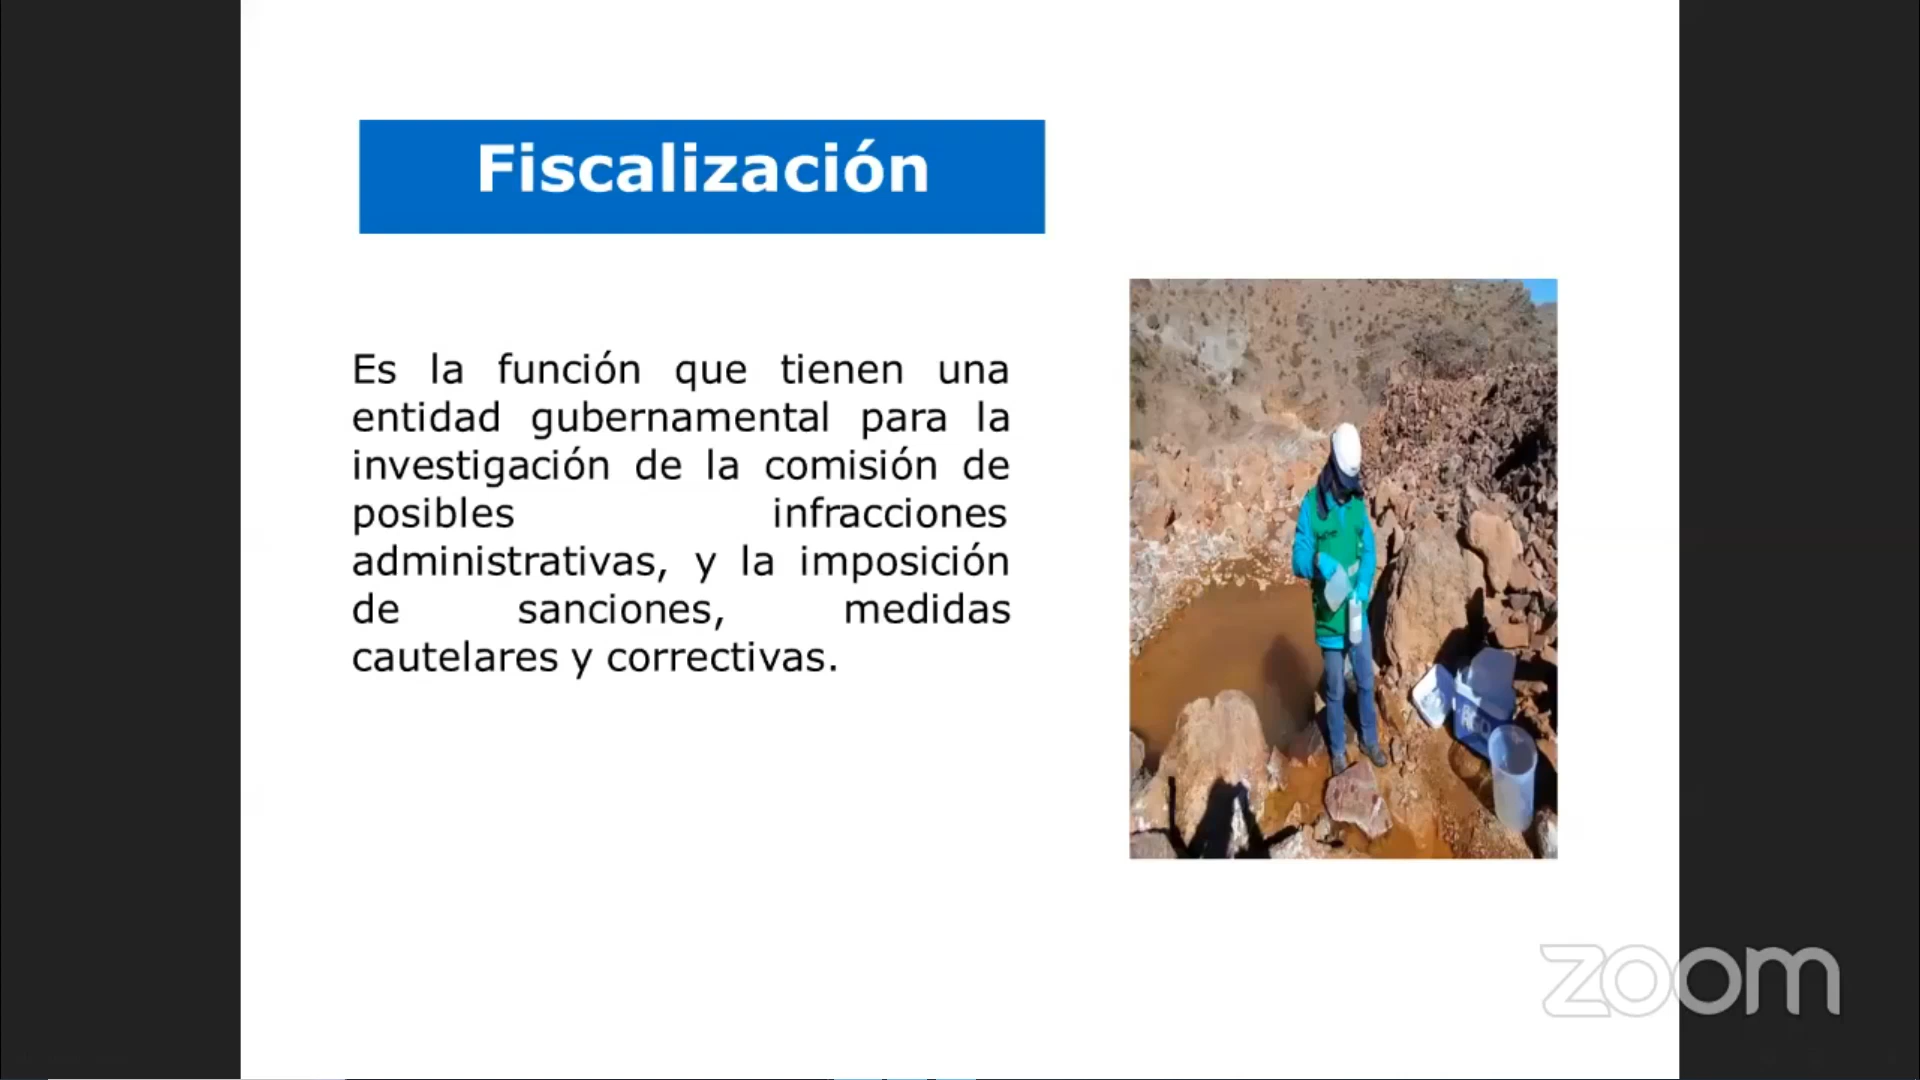 Fiscalización
Es la función que tienen una
entidad gubernamental para la
investigación de la comisión de
posibles infracciones
administrativas, y la imposición
de sanciones, medidas
cautelares y correctivas.
zoom